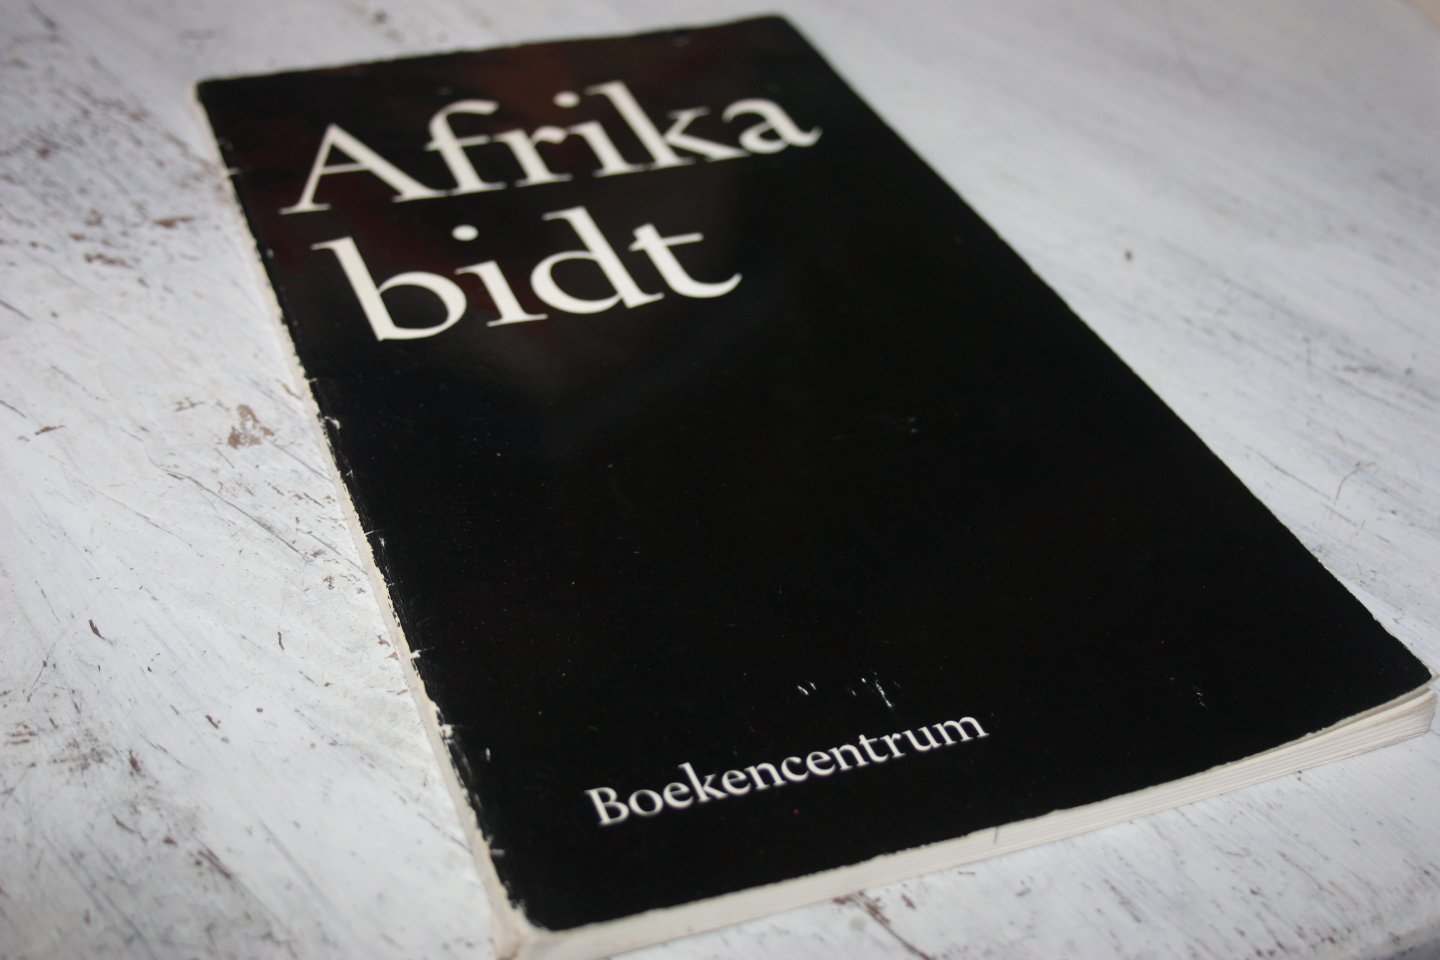 Afrika
bidt
Boekencentrum